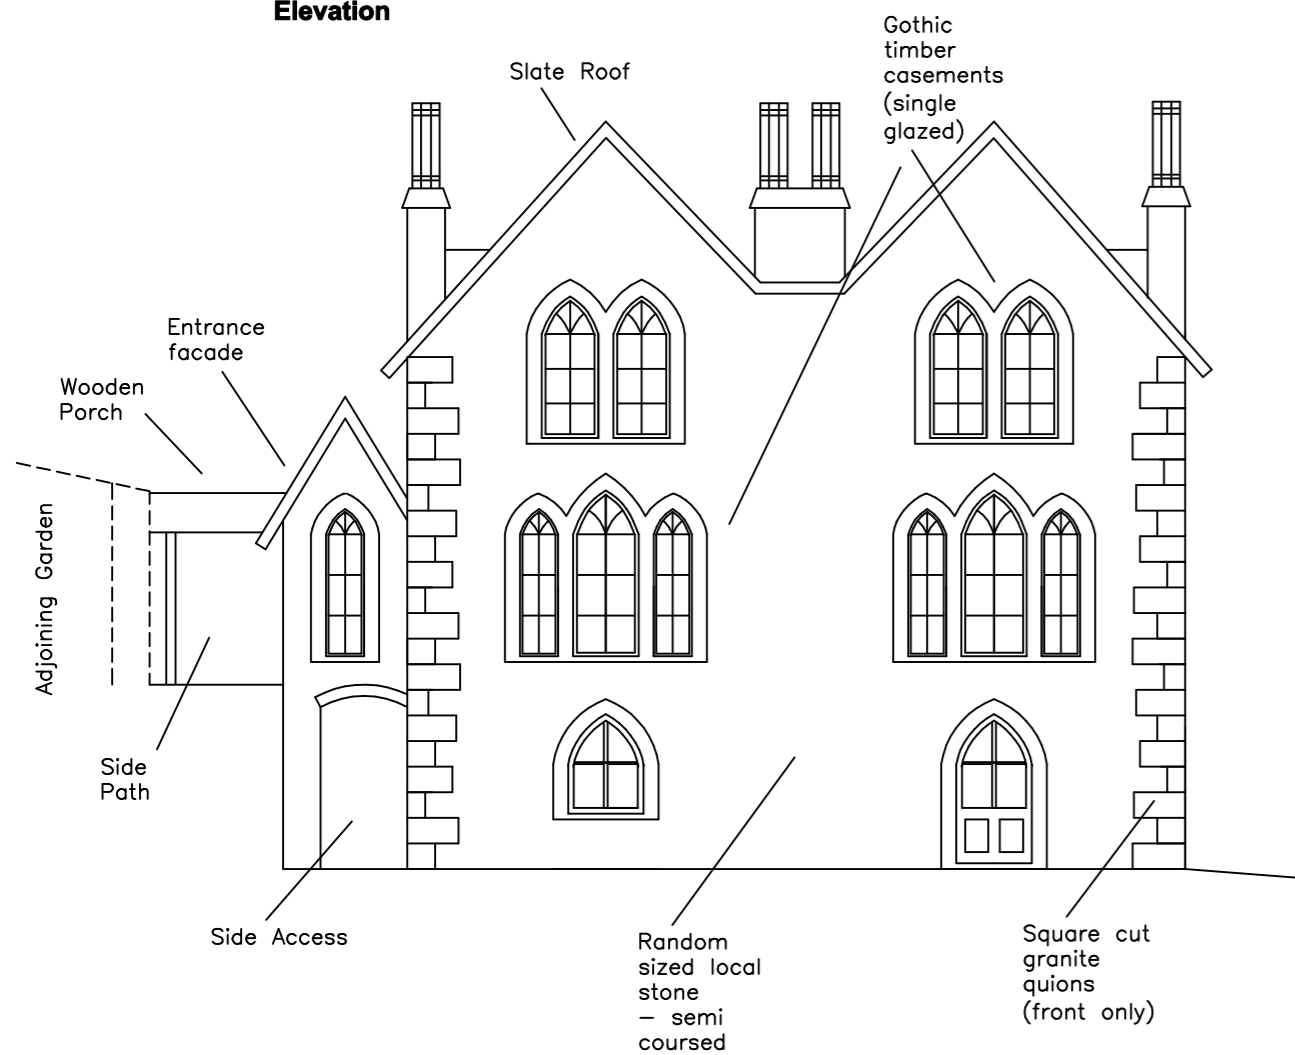 Elevation
Gothic
timber
casements
(single
glazed)
Slate Roof
Entrance
facade
Wooden
Porch
Adjoining Garden
Side
Path
Side Access
Random
sized local
stone
– semi
coursed
Square cut
granite
quions
(front only)